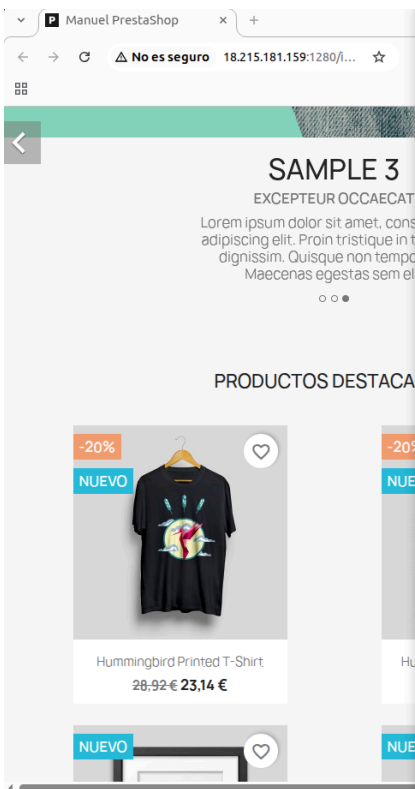 Manuel PrestaShop
No es seguro 18.215.181.159:1280/i...
SAMPLE 3
EXCEPTEUR OCCAECAT
Lorem ipsum dolor sit amet, cons
adipiscing elit. Proin tristique in t
dignissim. Quisque non tempo
Maecenas egestas sem el
PRODUCTOS DESTACA
-20% -20%
NUEVO NUE
Hummingbird Printed T-Shirt Hu
28,92 € 23,14 €
NUEVO NUE